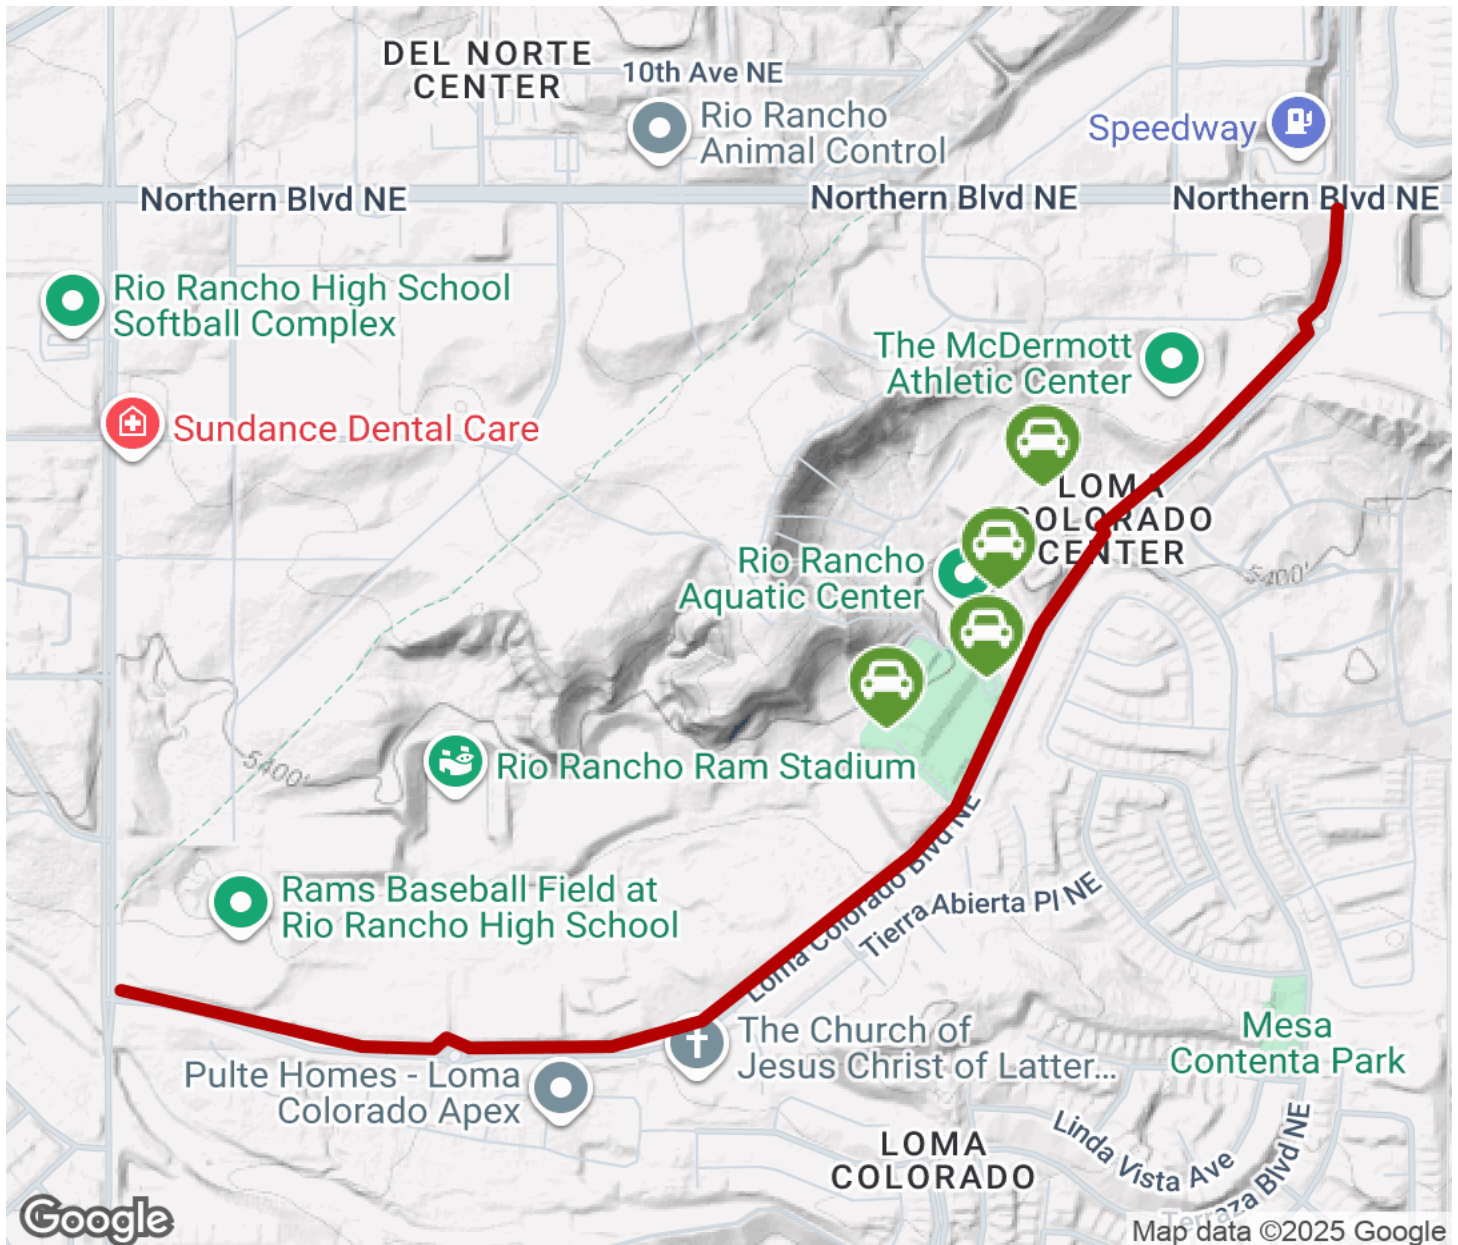 DEL NORTE
CENTER
10th Ave NE
Rio Rancho
Animal Control
Speedway
Northern Blvd NE
Northern Blvd NE
Northern Blvd NE
Rio Rancho High School
Softball Complex
The McDermott
Athletic Center
Sundance Dental Care
LOMA
COLORADO
CENTER
Rio Rancho
Aquatic Center
5400'
Rio Rancho Ram Stadium
5400'
Loma Colorado Blvd NE
Tierra Abierta Pl NE
Rams Baseball Field at
Rio Rancho High School
The Church of
Jesus Christ of Latter...
Mesa
Contenta Park
Pulte Homes - Loma
Colorado Apex
LOMA
COLORADO
Linda Vista Ave
Terraza Blvd NE
Google
Map data ©2025 Google